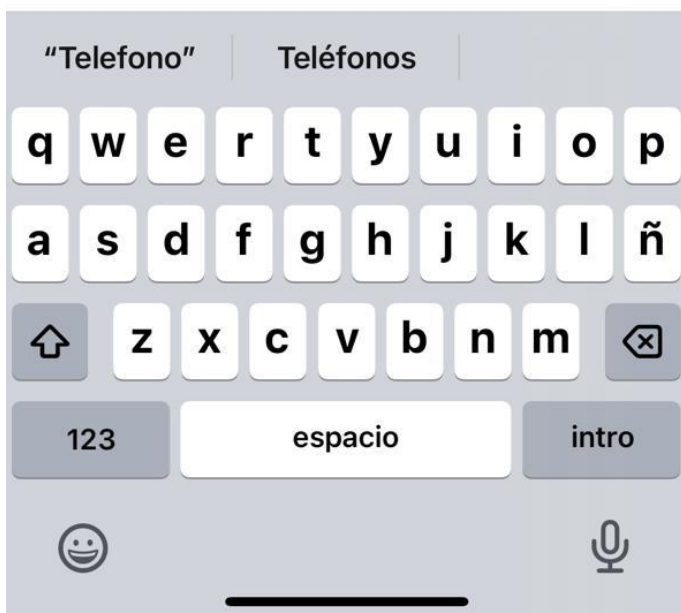 “Telefono” Teléfonos
q w e r t y u i o p
a s d f g h j k l ñ
z x c v b n m
123 espacio intro